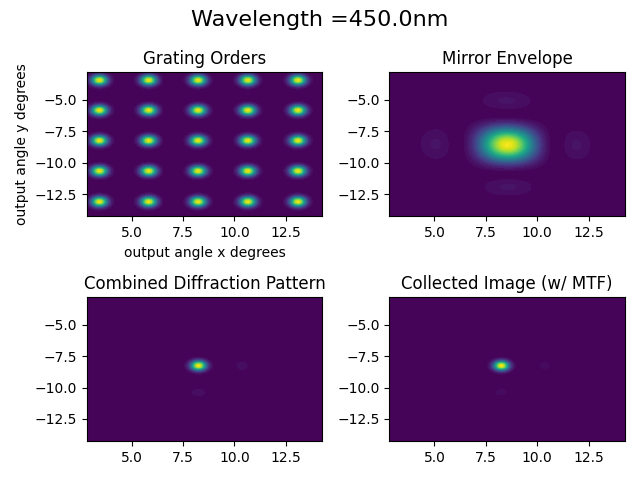 Wavelength =450.0nm
Grating Orders
Mirror Envelope
output angle y degrees
−5.0
−7.5
−10.0
−12.5
5.0 7.5 10.0 12.5
output angle x degrees
−5.0
−7.5
−10.0
−12.5
5.0 7.5 10.0 12.5
Combined Diffraction Pattern
Collected Image (w/ MTF)
−5.0
−7.5
−10.0
−12.5
5.0 7.5 10.0 12.5
−5.0
−7.5
−10.0
−12.5
5.0 7.5 10.0 12.5